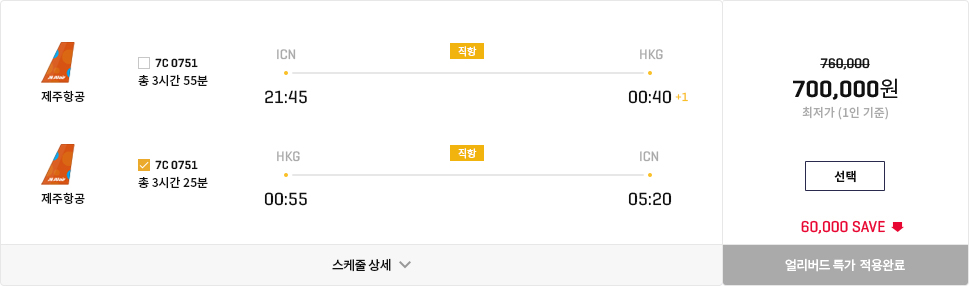 제주항공
7C 0751
총 3시간 55분
ICN
직항
HKG
21:45
00:40 +1
제주항공
7C 0751
총 3시간 25분
HKG
직항
ICN
00:55
05:20
760,000
700,000원
최저가 (1인 기준)
선택
60,000 SAVE
스케줄 상세
얼리버드 특가 적용완료